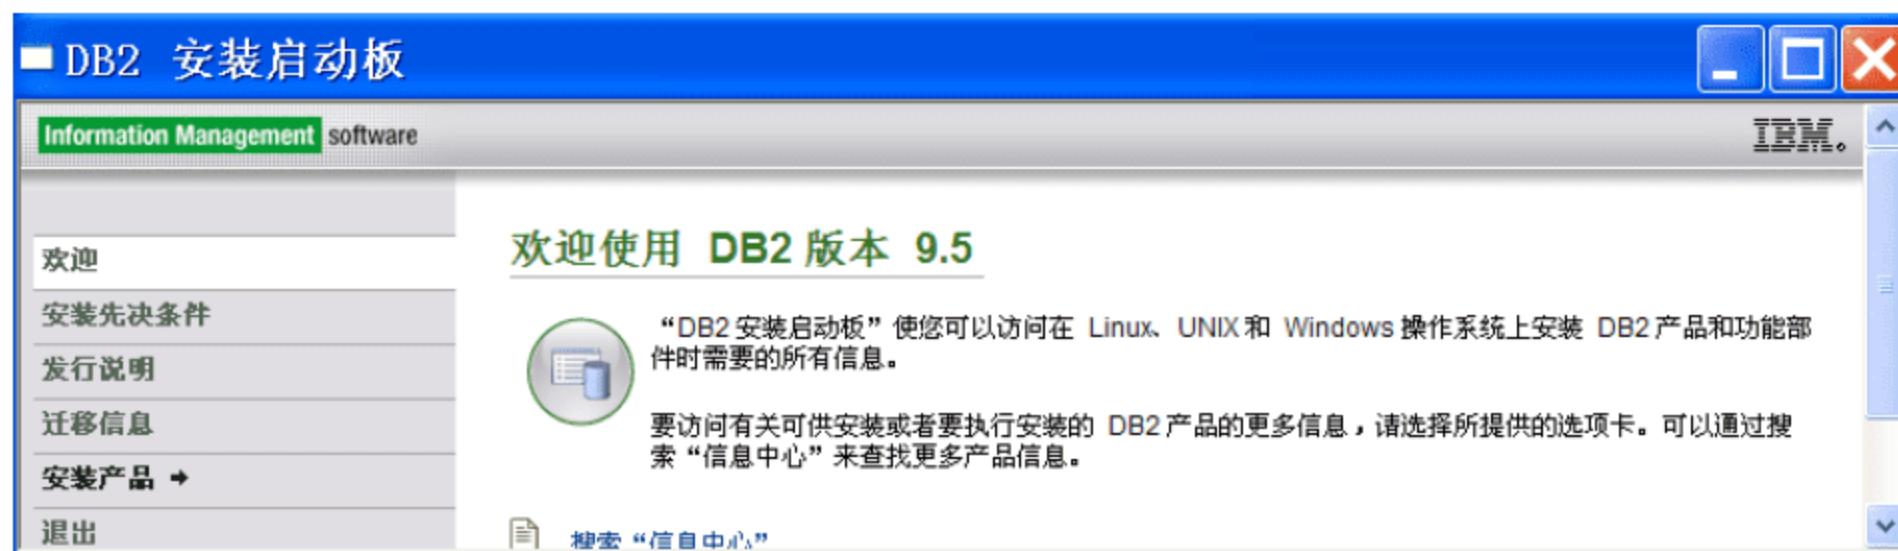 DB2 安装启动板
Information Management software
IBM.
欢迎
安装先决条件
发行说明
迁移信息
安装产品 ➔
退出
欢迎使用 DB2 版本 9.5
“DB2 安装启动板”使您可以访问在 Linux、UNIX 和 Windows 操作系统上安装 DB2 产品和功能部
件时需要的所有信息。
要访问有关可供安装或者要执行安装的 DB2 产品的更多信息，请选择所提供的选项卡。可以通过搜
索“信息中心”来查找更多产品信息。
搜索“信息中心”